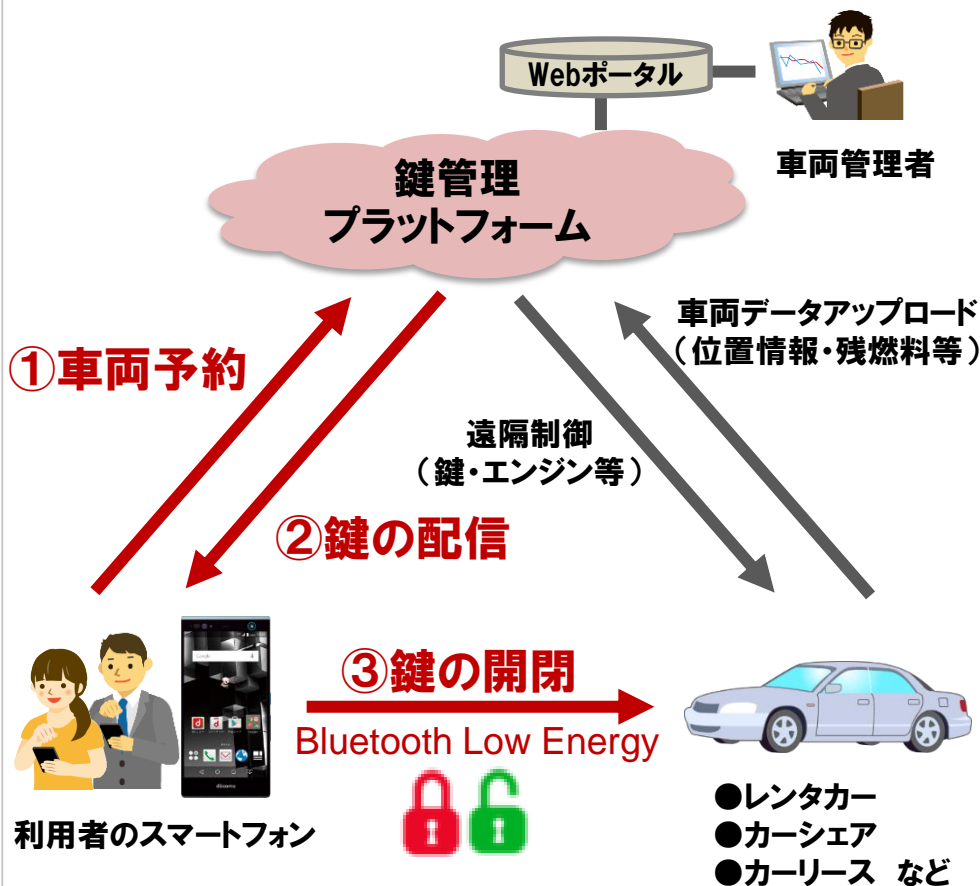 Webポータル
車両管理者
鍵管理
プラットフォーム
車両データアップロード
（位置情報・残燃料等）
①車両予約
遠隔制御
（鍵・エンジン等）
②鍵の配信
③鍵の開閉
Bluetooth Low Energy
利用者のスマートフォン
●レンタカー
●カーシェア
●カーリース など